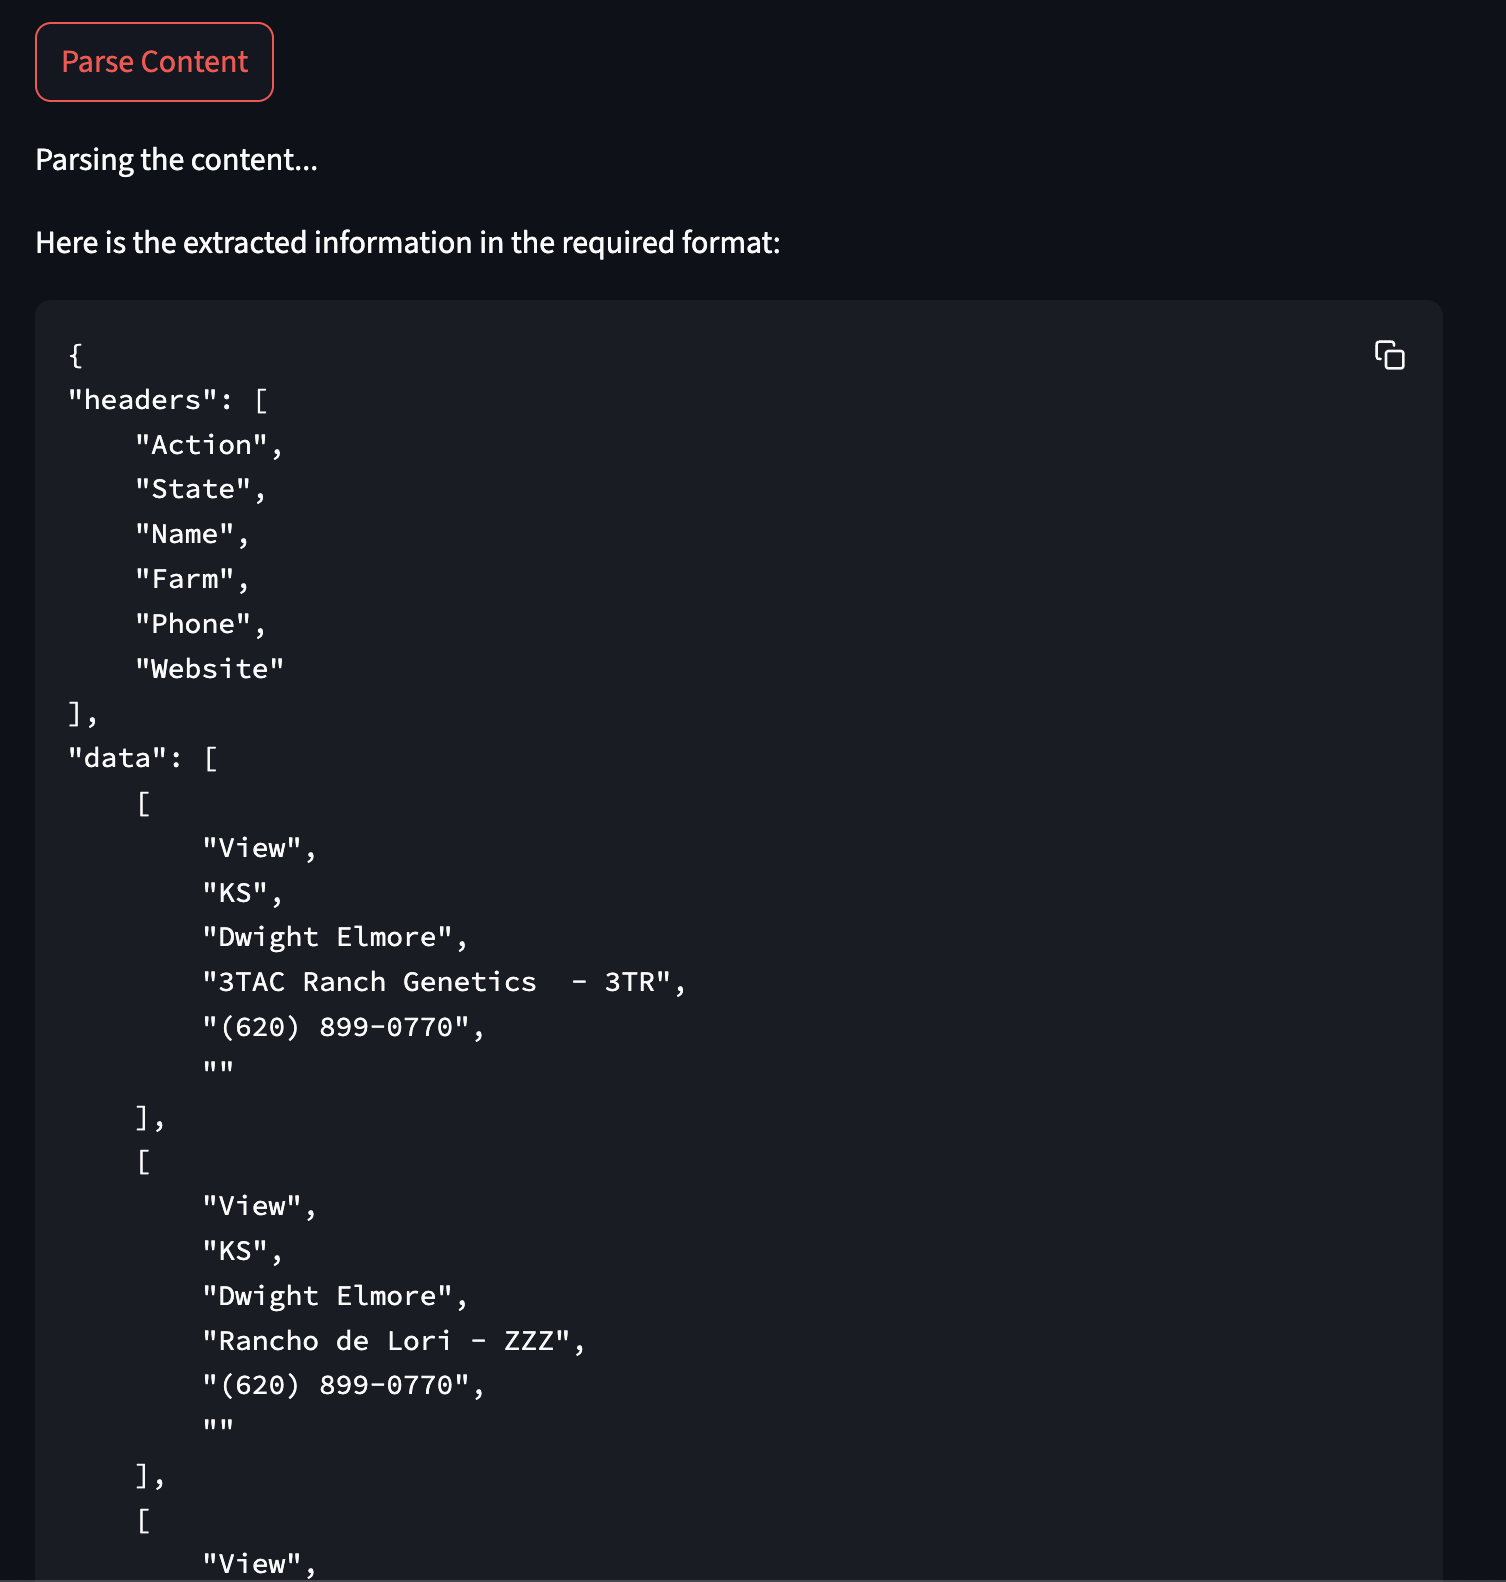 Parse Content
Parsing the content...
Here is the extracted information in the required format:
{
"headers": [
    "Action",
    "State",
    "Name",
    "Farm",
    "Phone",
    "Website"
],
"data": [
    [
        "View",
        "KS",
        "Dwight Elmore",
        "3TAC Ranch Genetics  - 3TR",
        "(620) 899-0770",
        ""
    ],
    [
        "View",
        "KS",
        "Dwight Elmore",
        "Rancho de Lori - ZZZ",
        "(620) 899-0770",
        ""
    ],
    [
        "View",